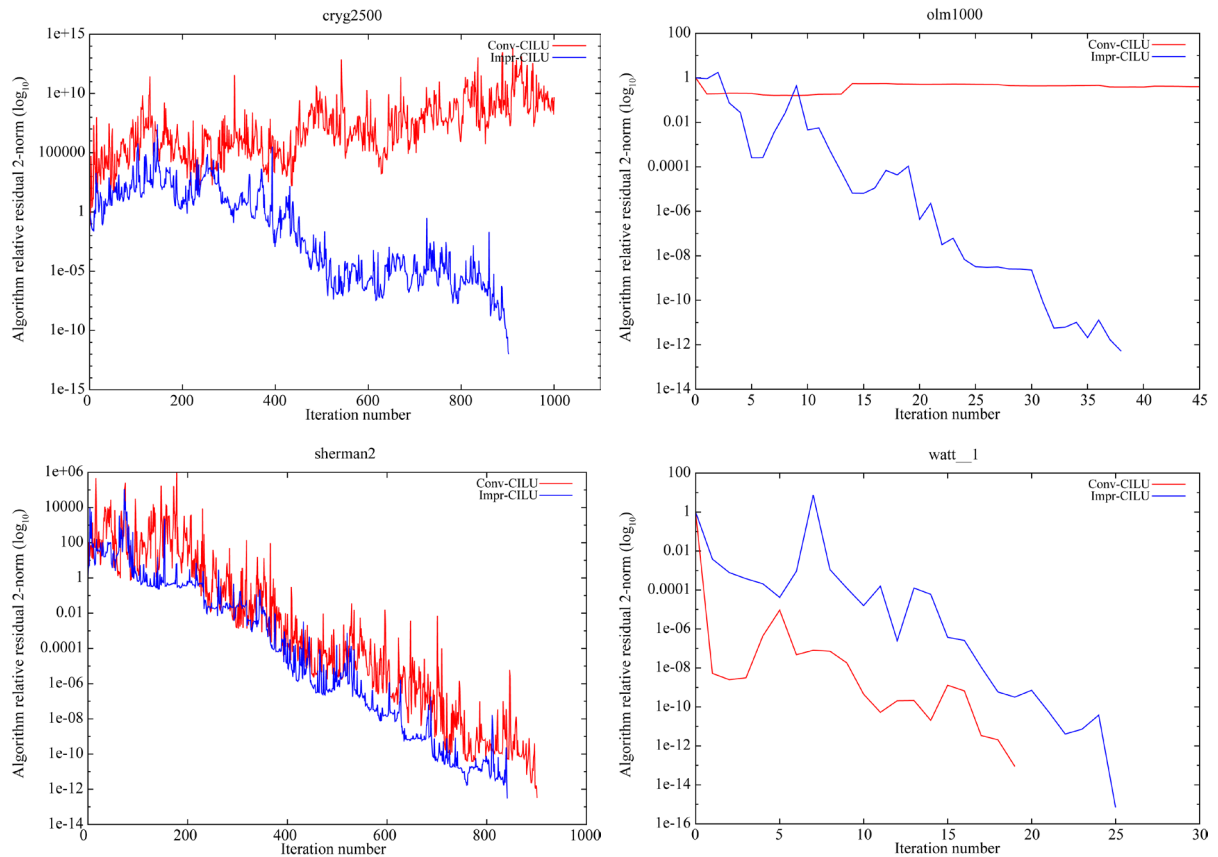 cryg2500
Algorithm relative residual 2-norm (log10)
1e+15
1e+10
100000
1
1e-05
1e-10
1e-15
Conv-CILU
Impr-CILU
0 200 400 600 800 1000
Iteration number
olm1000
Algorithm relative residual 2-norm (log10)
100
1
0.01
0.0001
1e-06
1e-08
1e-10
1e-12
1e-14
Conv-CILU
Impr-CILU
0 5 10 15 20 25 30 35 40 45
Iteration number
sherman2
Algorithm relative residual 2-norm (log10)
1e+06
10000
100
1
0.01
0.0001
1e-06
1e-08
1e-10
1e-12
1e-14
Conv-CILU
Impr-CILU
0 200 400 600 800 1000
Iteration number
watt__1
Algorithm relative residual 2-norm (log10)
100
1
0.01
0.0001
1e-06
1e-08
1e-10
1e-12
1e-14
1e-16
Conv-CILU
Impr-CILU
0 5 10 15 20 25 30
Iteration number